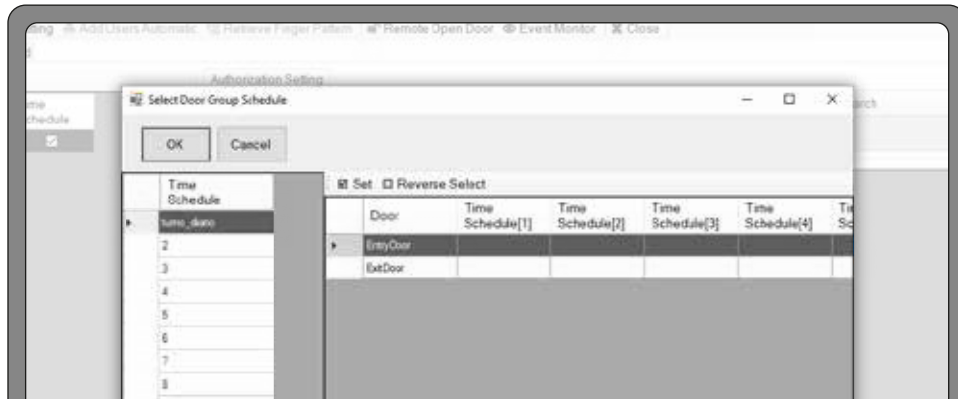 Add Users Automatic Retrieve Finger Pattern Remote Open Door Event Monitor Close
Authorization Setting
Select Door Group Schedule
OK Cancel
Time
Schedule
Set Reverse Select
Door Time
Schedule[1] Time
Schedule[2] Time
Schedule[3] Time
Schedule[4]
2
3
4
5
6
7
8
EntryDoor
ExitDoor